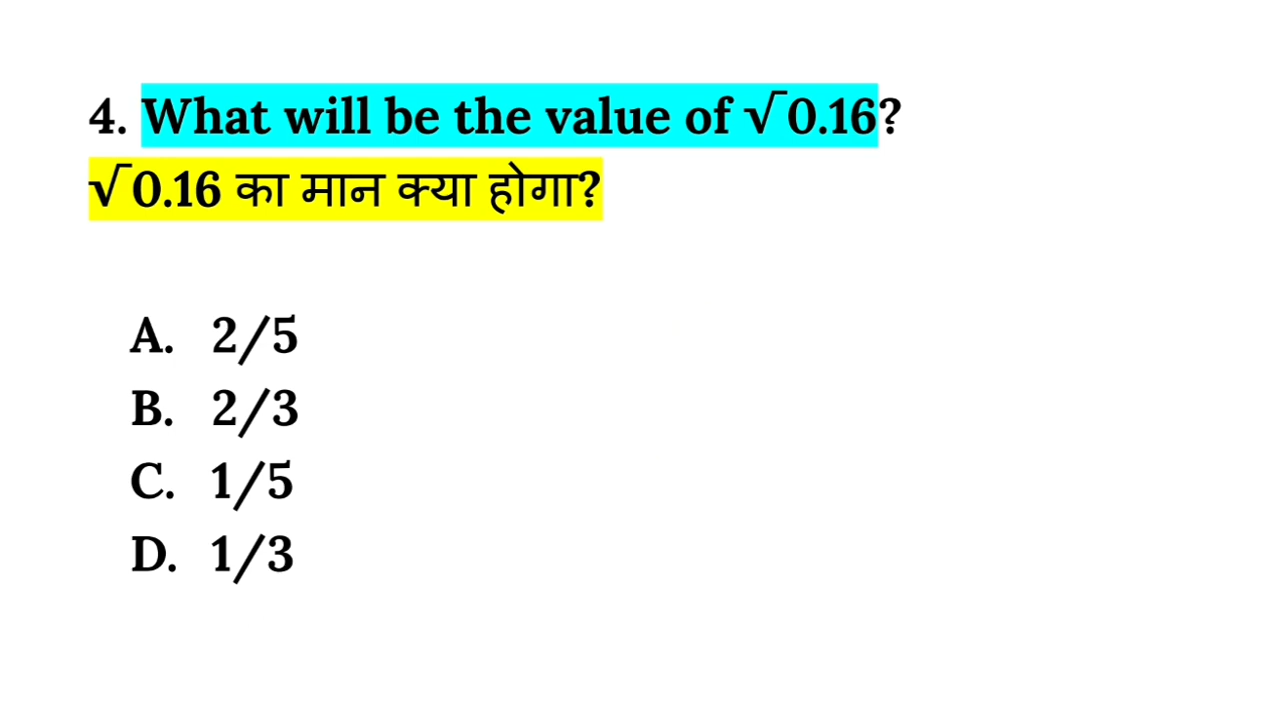 4. What will be the value of √0.16?
√0.16 का मान क्या होगा?
A. 2/5
B. 2/3
C. 1/5
D. 1/3